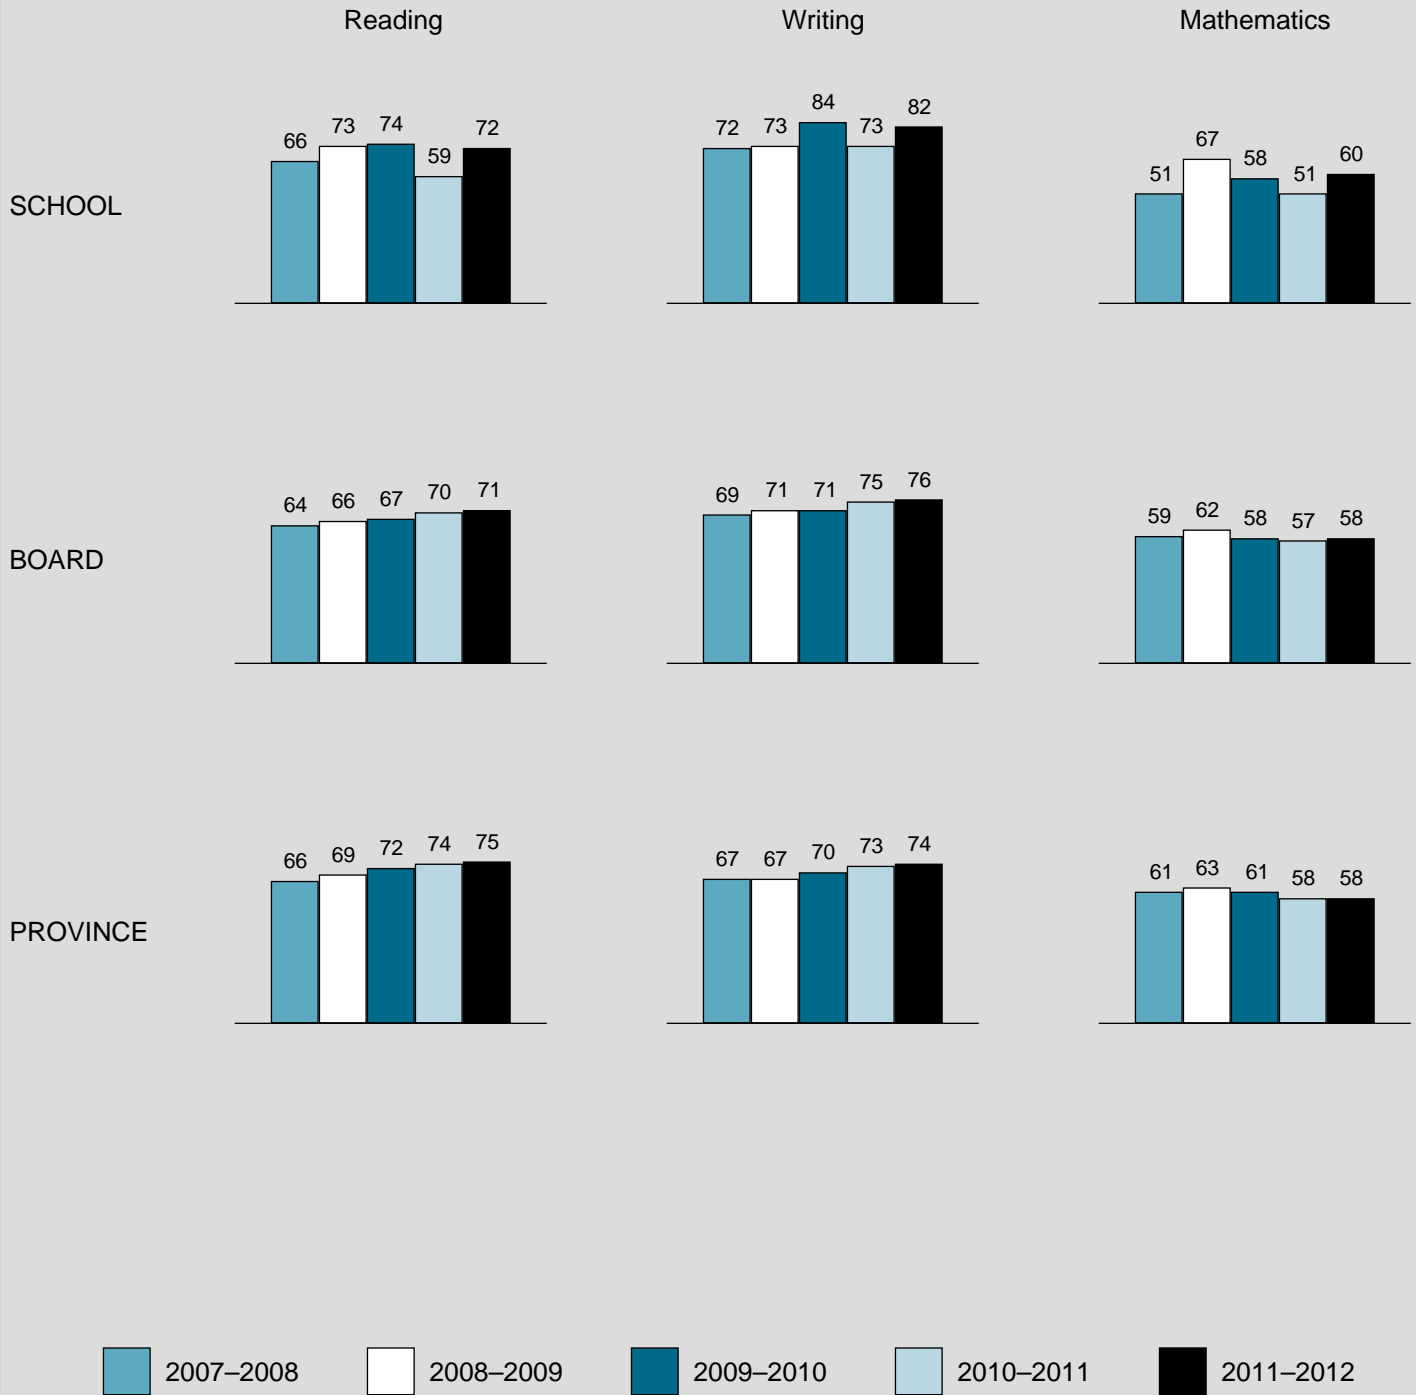 Reading Writing Mathematics
SCHOOL
66 73 74 59 72
72 73 84 73 82
51 67 58 51 60
BOARD
64 66 67 70 71
69 71 71 75 76
59 62 58 57 58
PROVINCE
66 69 72 74 75
67 67 70 73 74
61 63 61 58 58
2007–2008 2008–2009 2009–2010 2010–2011 2011–2012